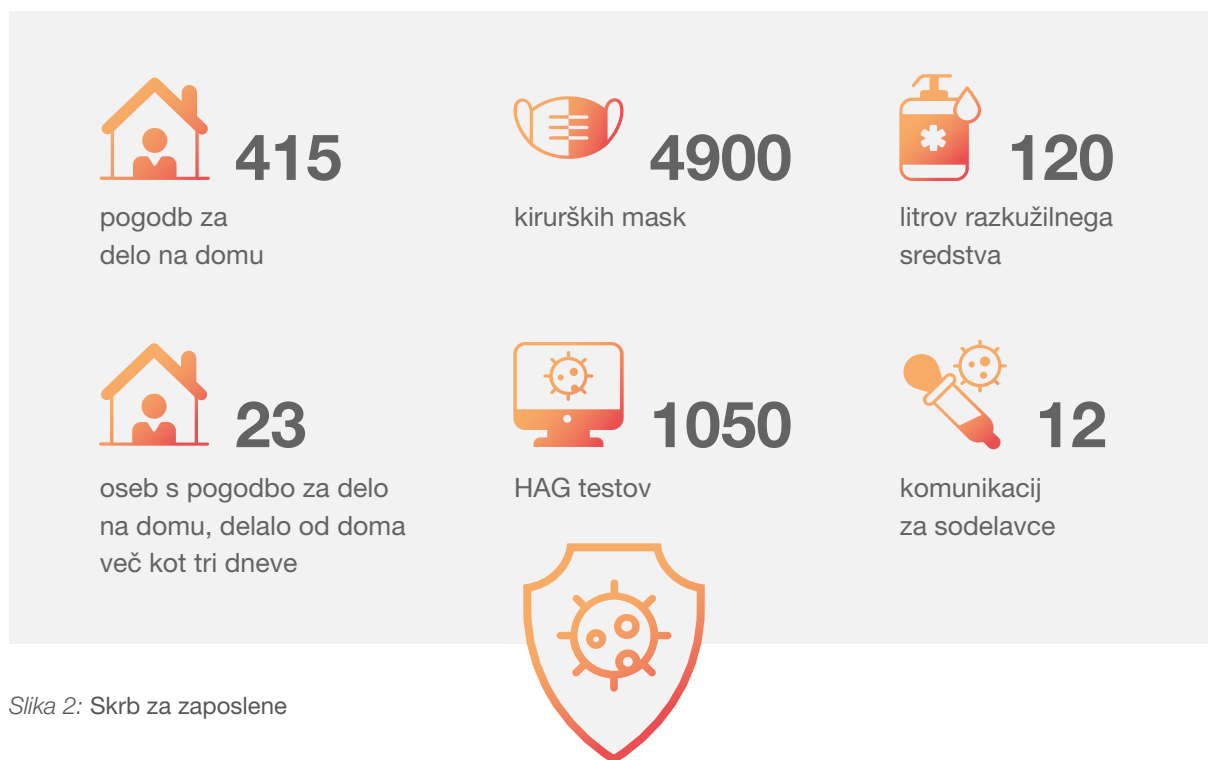 415
pogodb za
delo na domu
4900
kirurških mask
120
litrov razkužilnega
sredstva
23
oseb s pogodbo za delo
na domu, delalo od doma
več kot tri dneve
1050
HAG testov
12
komunikacij
za sodelavce
Slika 2: Skrb za zaposlene